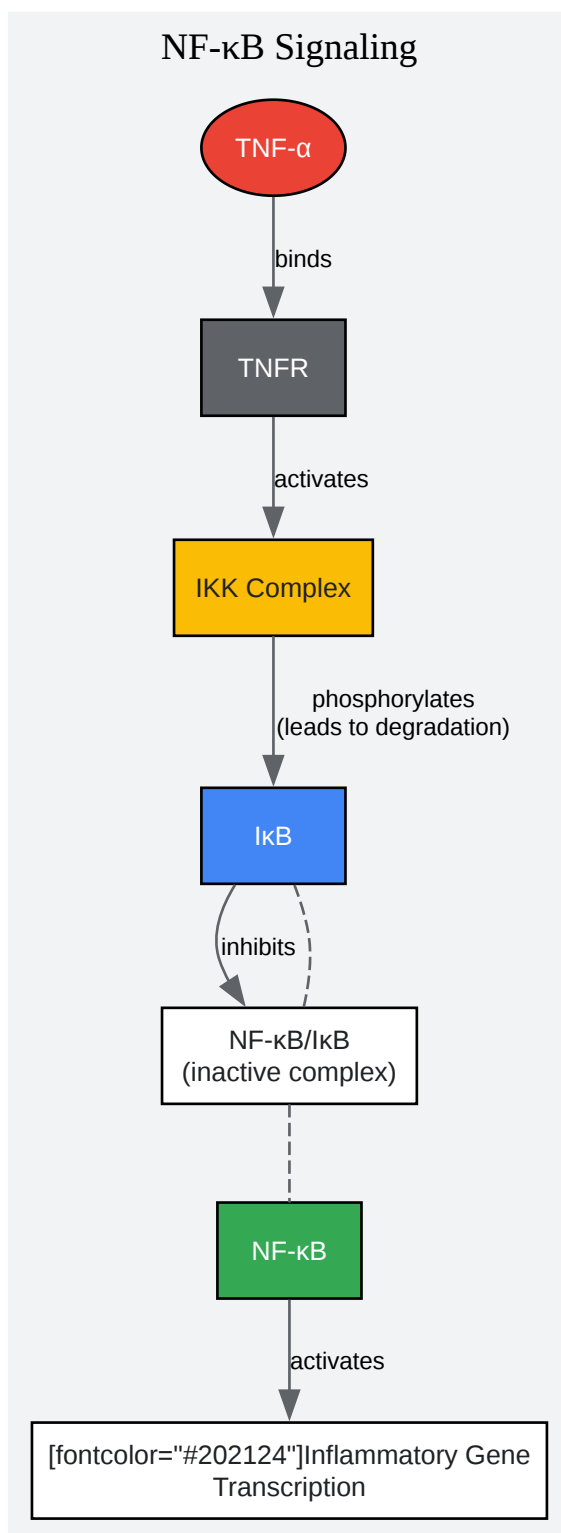 NF-κB Signaling
TNF-α
binds
TNFR
activates
IKK Complex
phosphorylates
(leads to degradation)
IκB
inhibits
NF-κB/IκB
(inactive complex)
NF-κB
activates
[fontcolor="#202124"]Inflammatory Gene
Transcription